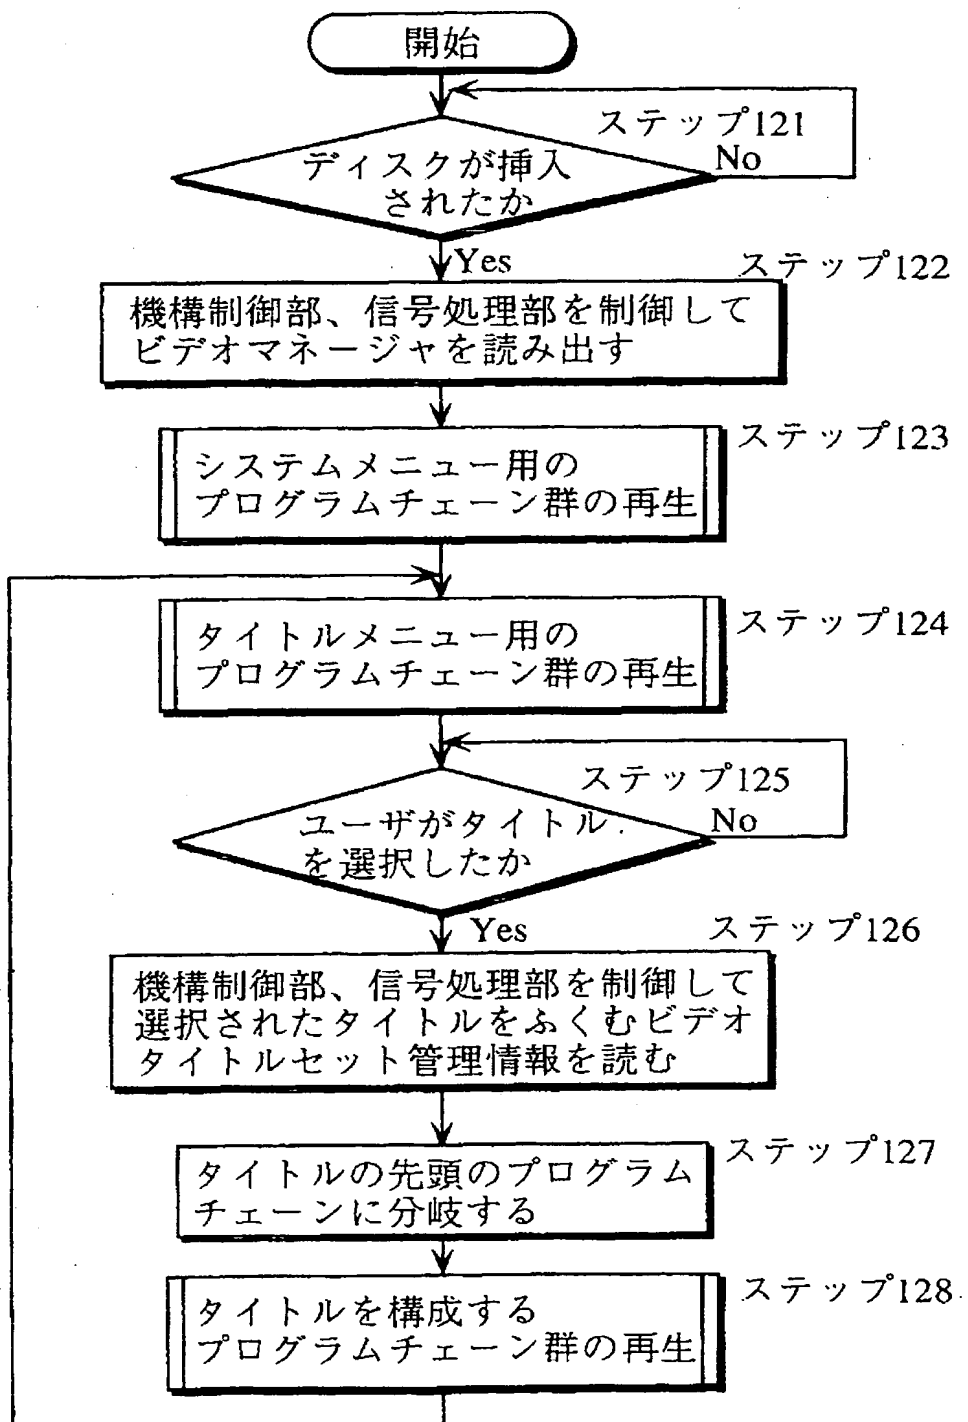 開始
ステップ121
ディスクが挿入
されたか
No
Yes
ステップ122
機構制御部、信号処理部を制御して
ビデオマネージャを読み出す
ステップ123
システムメニュー用の
プログラムチェーン群の再生
ステップ124
タイトルメニュー用の
プログラムチェーン群の再生
ステップ125
ユーザがタイトル
を選択したか
No
Yes
ステップ126
機構制御部、信号処理部を制御して
選択されたタイトルをふくむビデオ
タイトルセット管理情報を読む
ステップ127
タイトルの先頭のプログラム
チェーンに分岐する
ステップ128
タイトルを構成する
プログラムチェーン群の再生